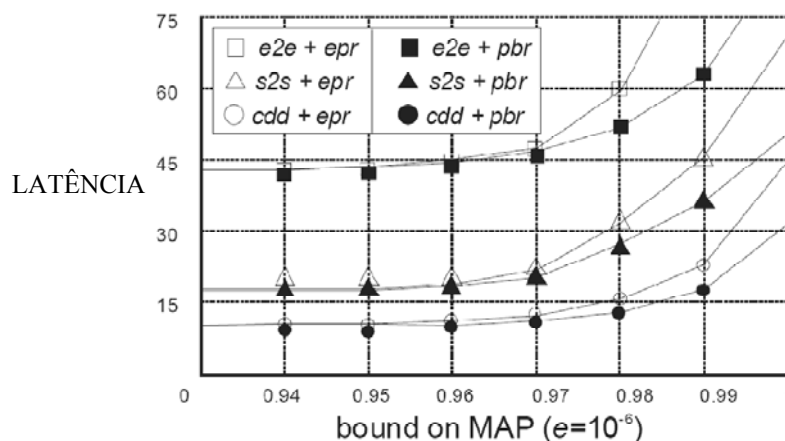 75
60
45
30
15
LATÊNCIA
e2e + epr
e2e + pbr
s2s + epr
s2s + pbr
cdd + epr
cdd + pbr
0 0.94 0.95 0.96 0.97 0.98 0.99
bound on MAP (e=10⁻⁶)